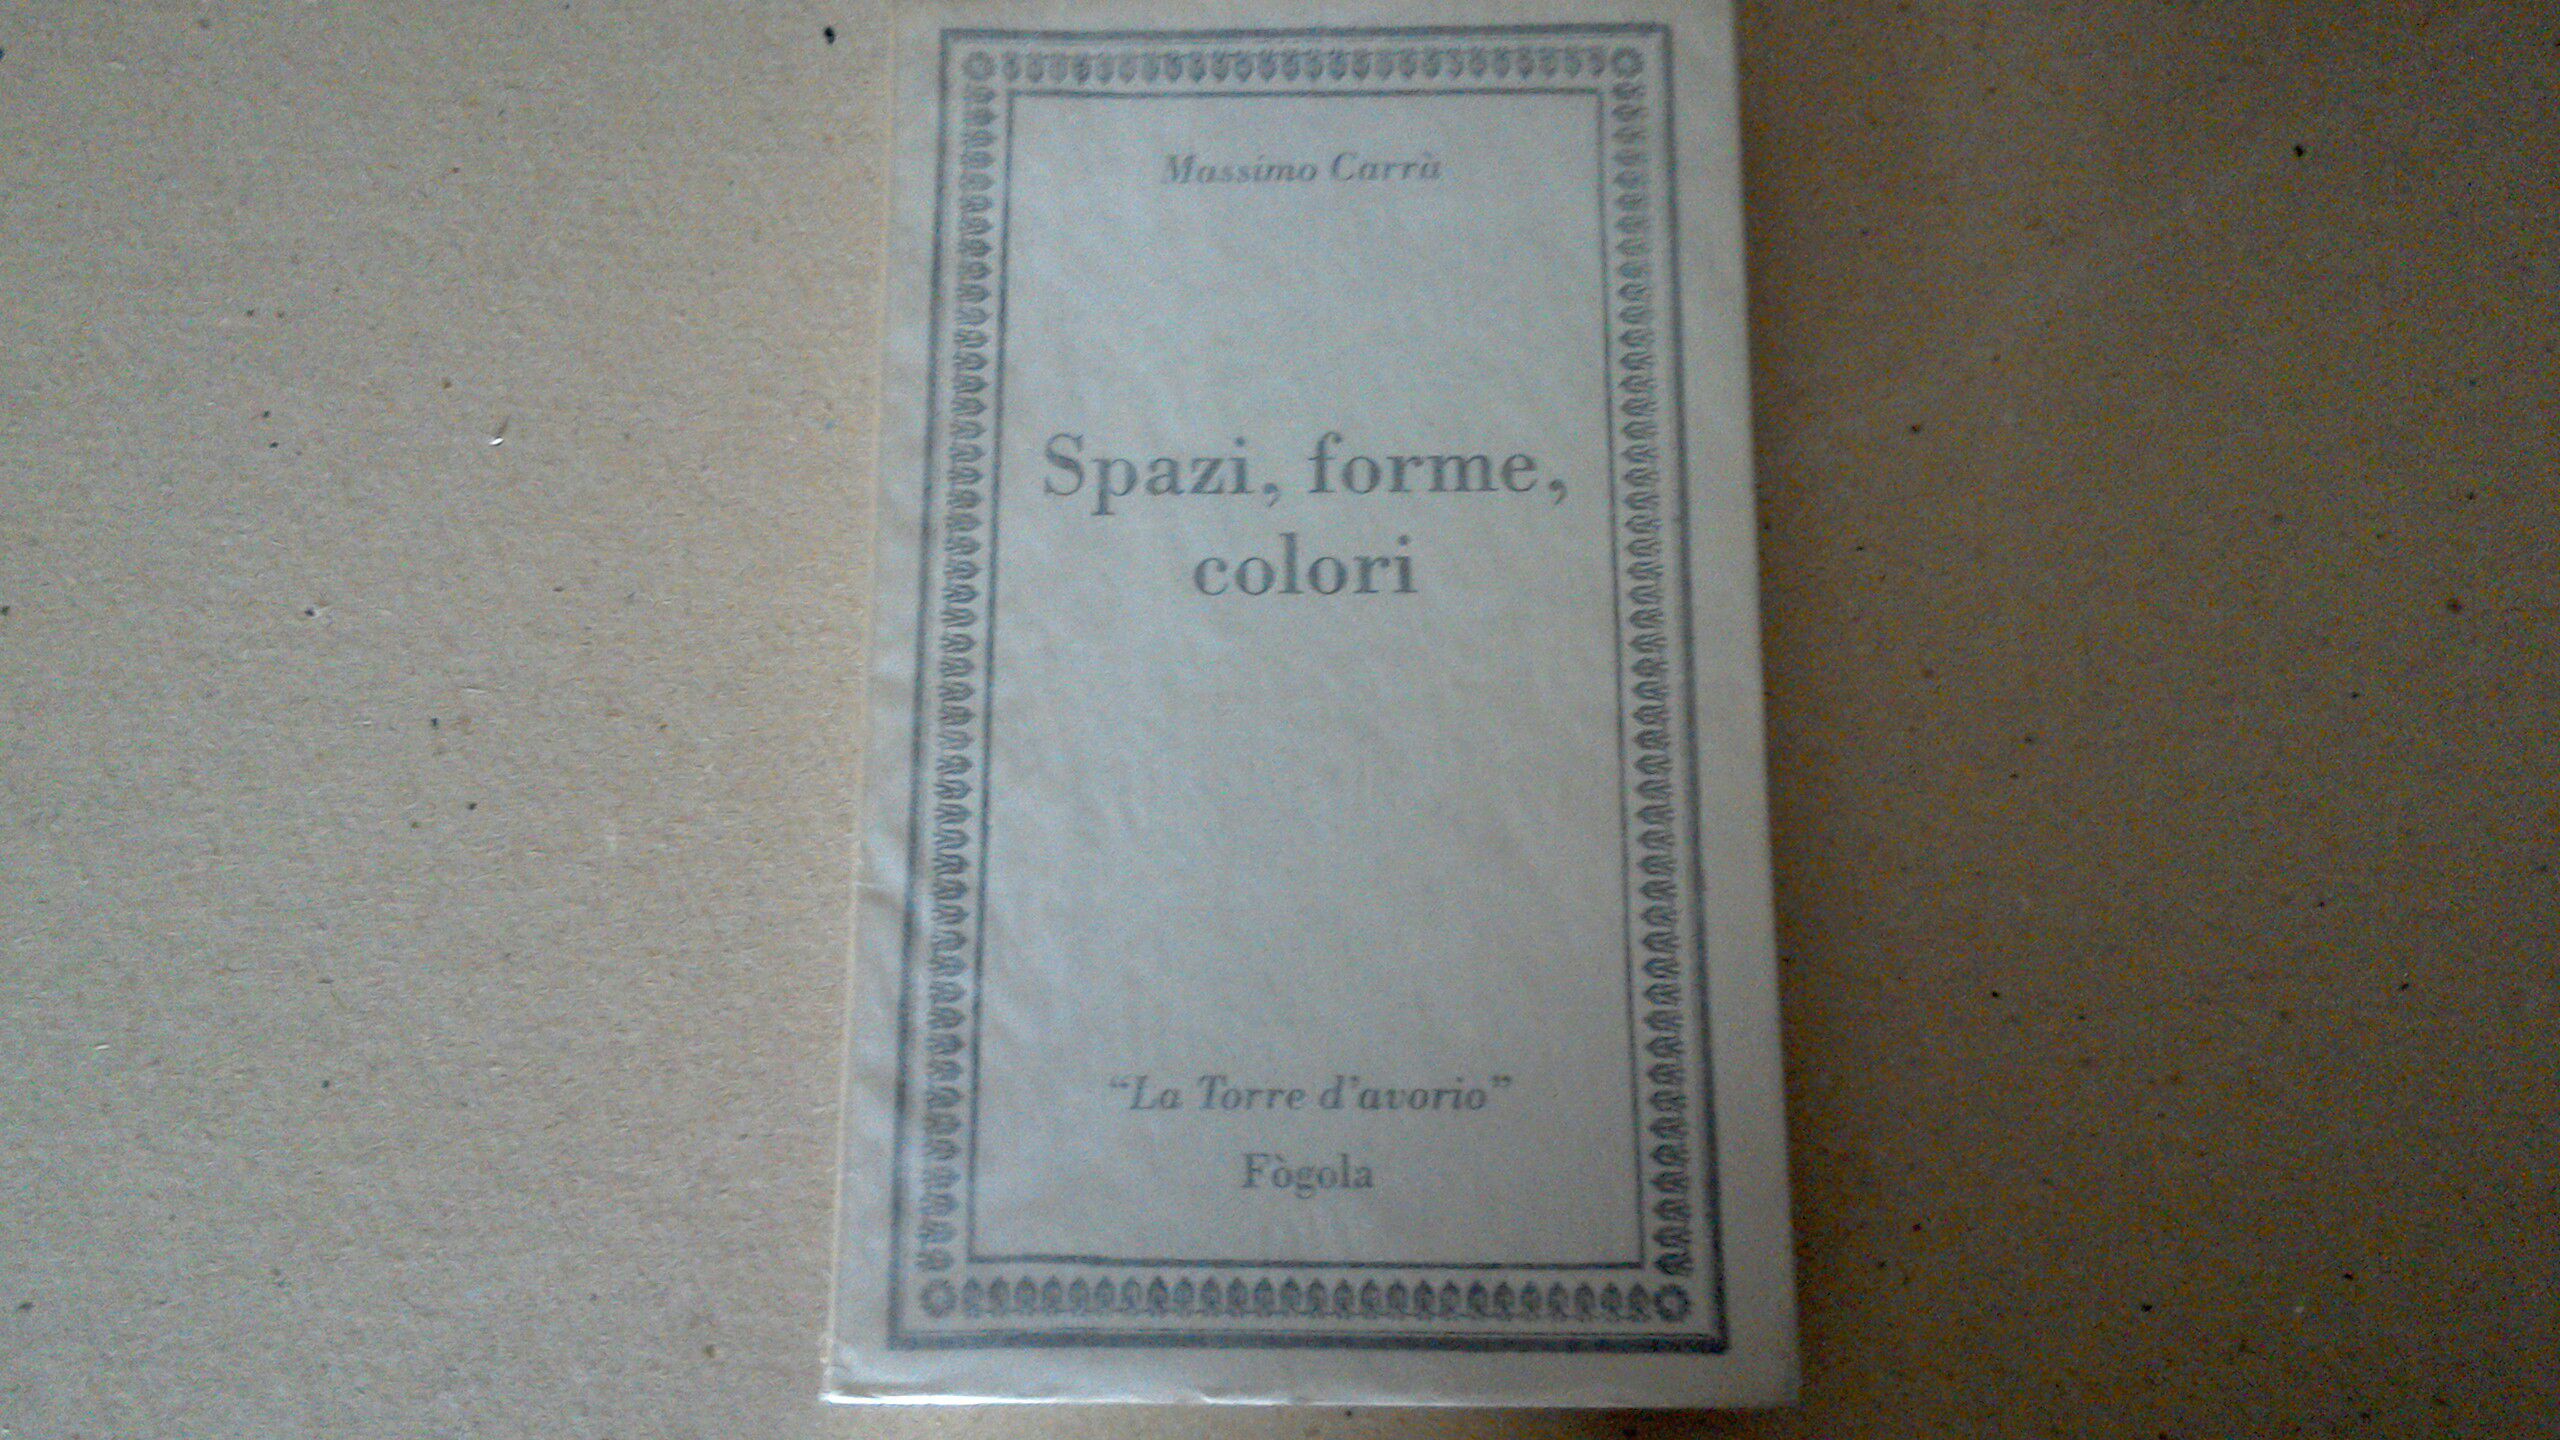 Massimo Carrà
Spazi, forme,
colori
“La Torre d’avorio”
Fògola